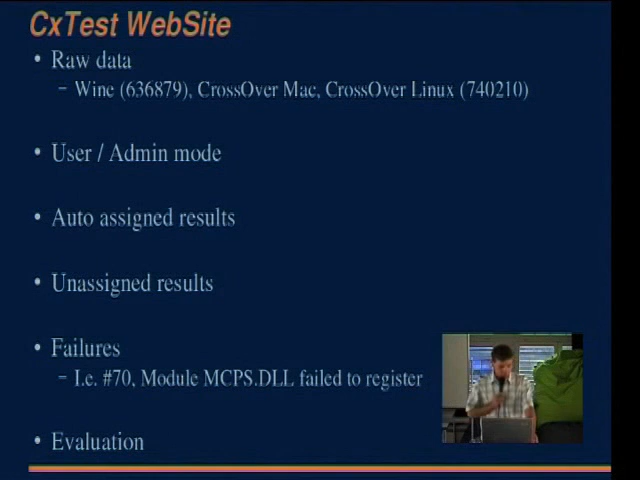 CxTest WebSite
• Raw data
– Wine (636879), CrossOver Mac, CrossOver Linux (740210)
• User / Admin mode
• Auto assigned results
• Unassigned results
• Failures
– I.e. #70, Module MCPS.DLL failed to register
• Evaluation